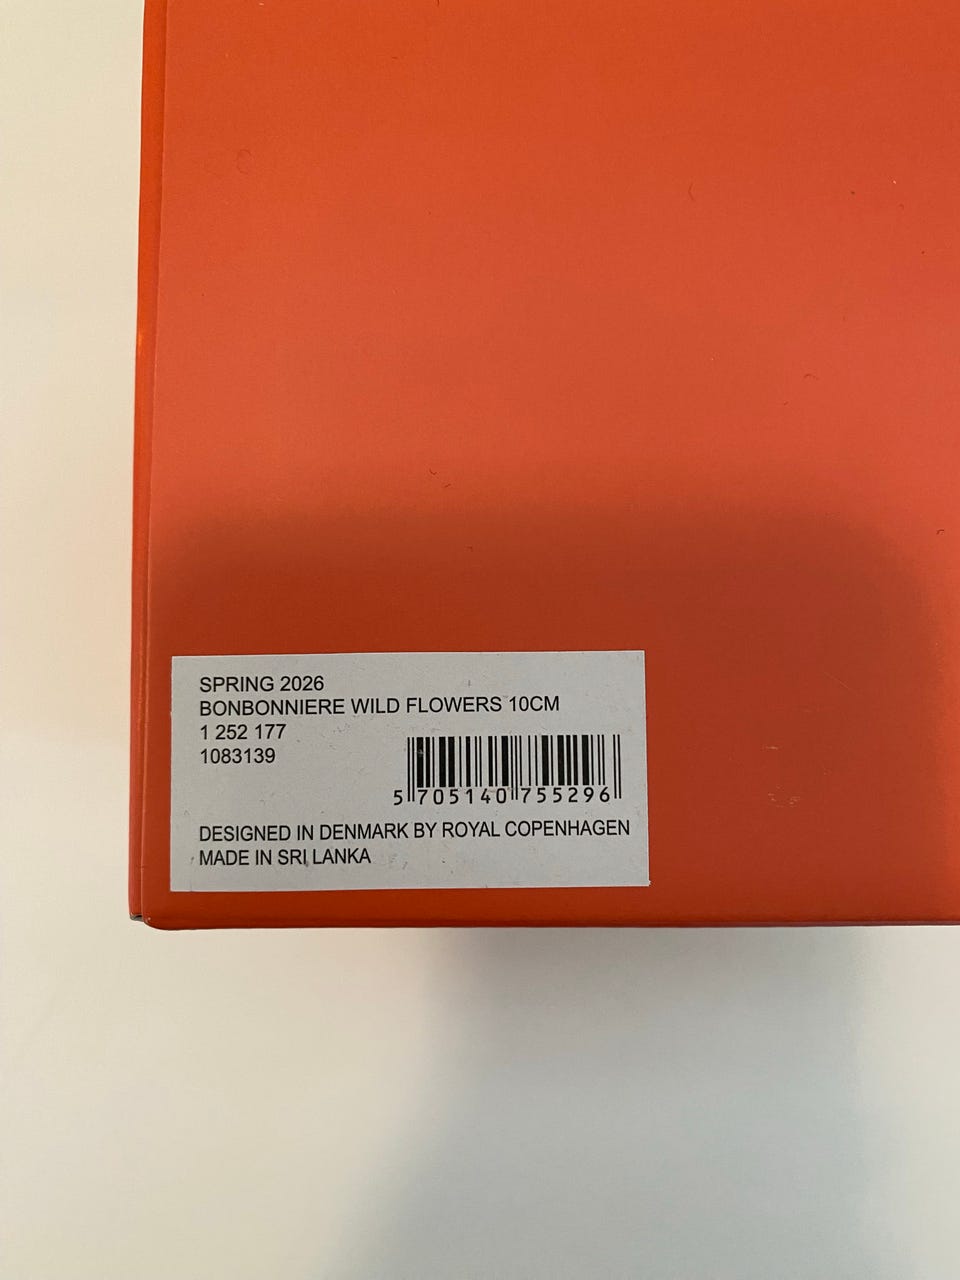 SPRING 2026
BONBONNIERE WILD FLOWERS 10CM
1 252 177
1083139
5 705140 755296
DESIGNED IN DENMARK BY ROYAL COPENHAGEN
MADE IN SRI LANKA